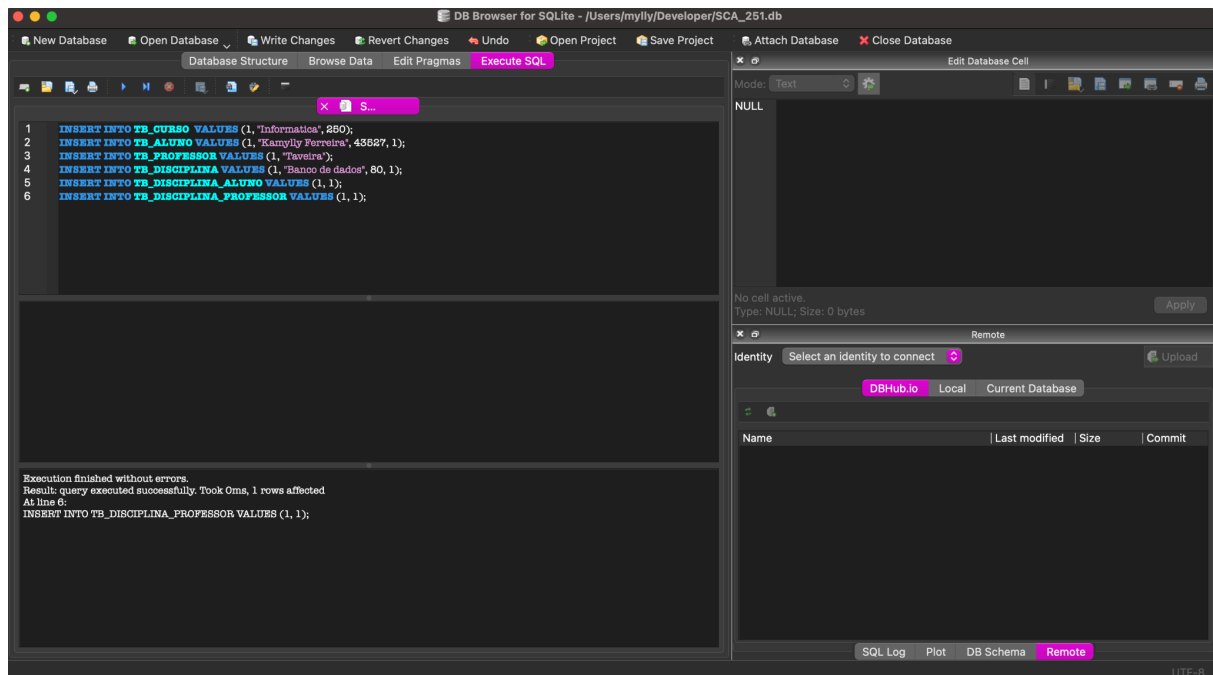 DB Browser for SQLite - /Users/mylly/Developer/SCA_251.db
New Database Open Database Write Changes Revert Changes Undo Open Project Save Project Attach Database Close Database
Database Structure Browse Data Edit Pragmas Execute SQL
S...
1 INSERT INTO TB_CURSO VALUES (1, "Informatica", 250);
2 INSERT INTO TB_ALUNO VALUES (1, "Kamylly Ferreira", 43527, 1);
3 INSERT INTO TB_PROFESSOR VALUES (1, "Taveira");
4 INSERT INTO TB_DISCIPLINA VALUES (1, "Banco de dados", 80, 1);
5 INSERT INTO TB_DISCIPLINA_ALUNO VALUES (1, 1);
6 INSERT INTO TB_DISCIPLINA_PROFESSOR VALUES (1, 1);
Execution finished without errors.
Result: query executed successfully. Took 0ms, 1 rows affected
At line 6:
INSERT INTO TB_DISCIPLINA_PROFESSOR VALUES (1, 1);
Edit Database Cell
Mode: Text
NULL
No cell active.
Type: NULL; Size: 0 bytes
Apply
Remote
Identity Select an identity to connect Upload
DBHub.io Local Current Database
Name Last modified Size Commit
SQL Log Plot DB Schema Remote
UTF-8